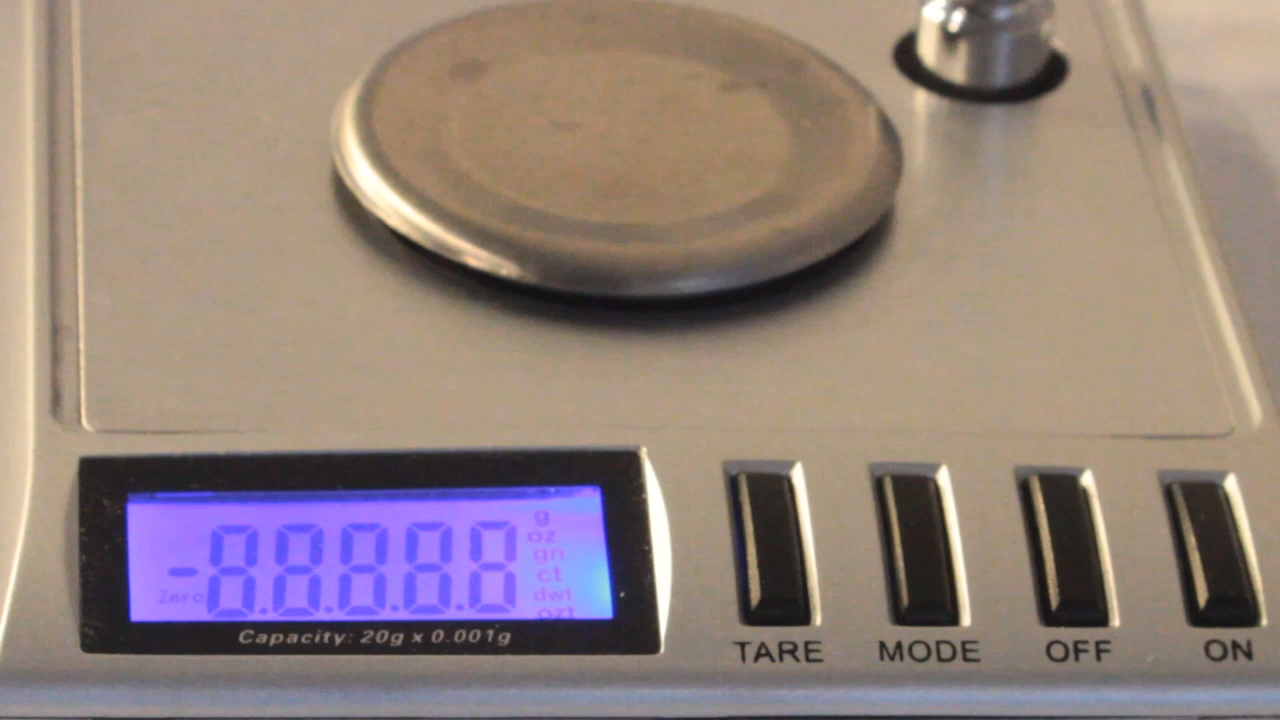 -8.8.8.8.8
g
oz
gn
ct
dwt
ozt
Zero
Capacity: 20g x 0.001g
TARE MODE OFF ON